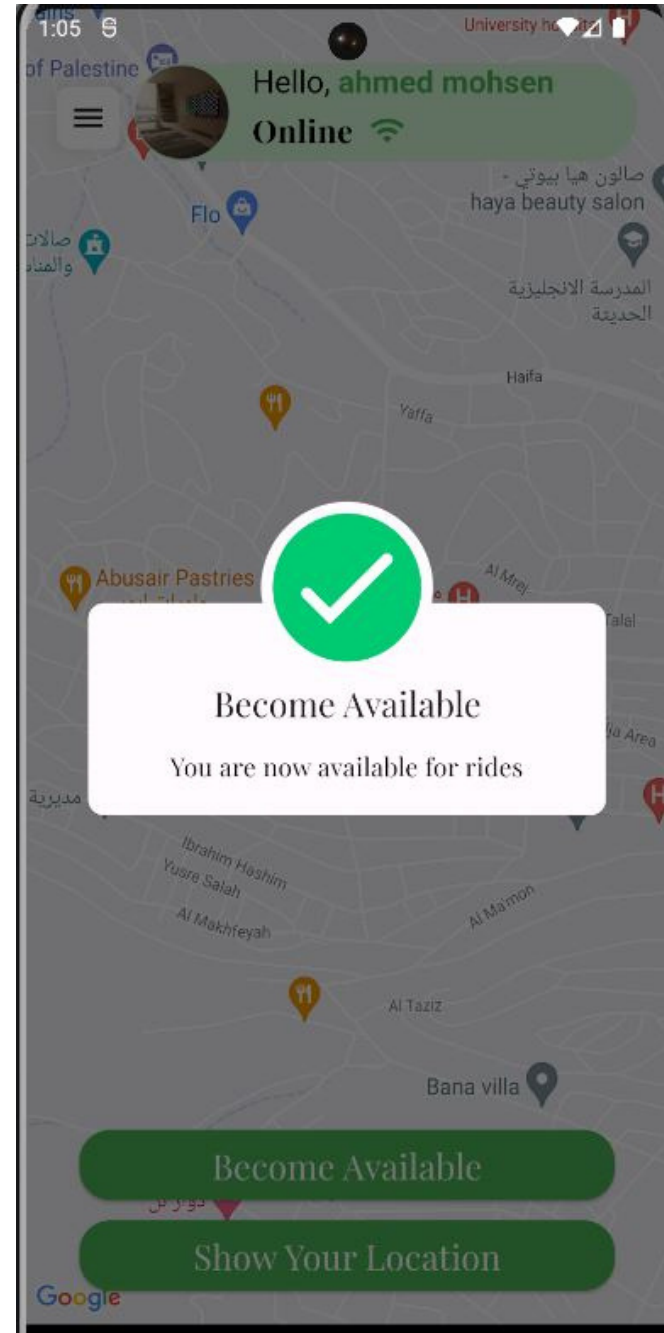 1:05
University
of Palestine
Hello, ahmed mohsen
Online
صالون هيا بيوتي -
haya beauty salon
Flo
صالات
المدرسة الانجليزية
الحديثة
Haifa
Yaffa
Abusair Pastries
Al Mrej
Talal
Become Available
Area
You are now available for rides
مديرية
Ibrahim Hashim
Yusre Salah
Al Makhfeyah
Al Ma'mon
Al Taziz
Bana villa
Become Available
دوار
Show Your Location
Google